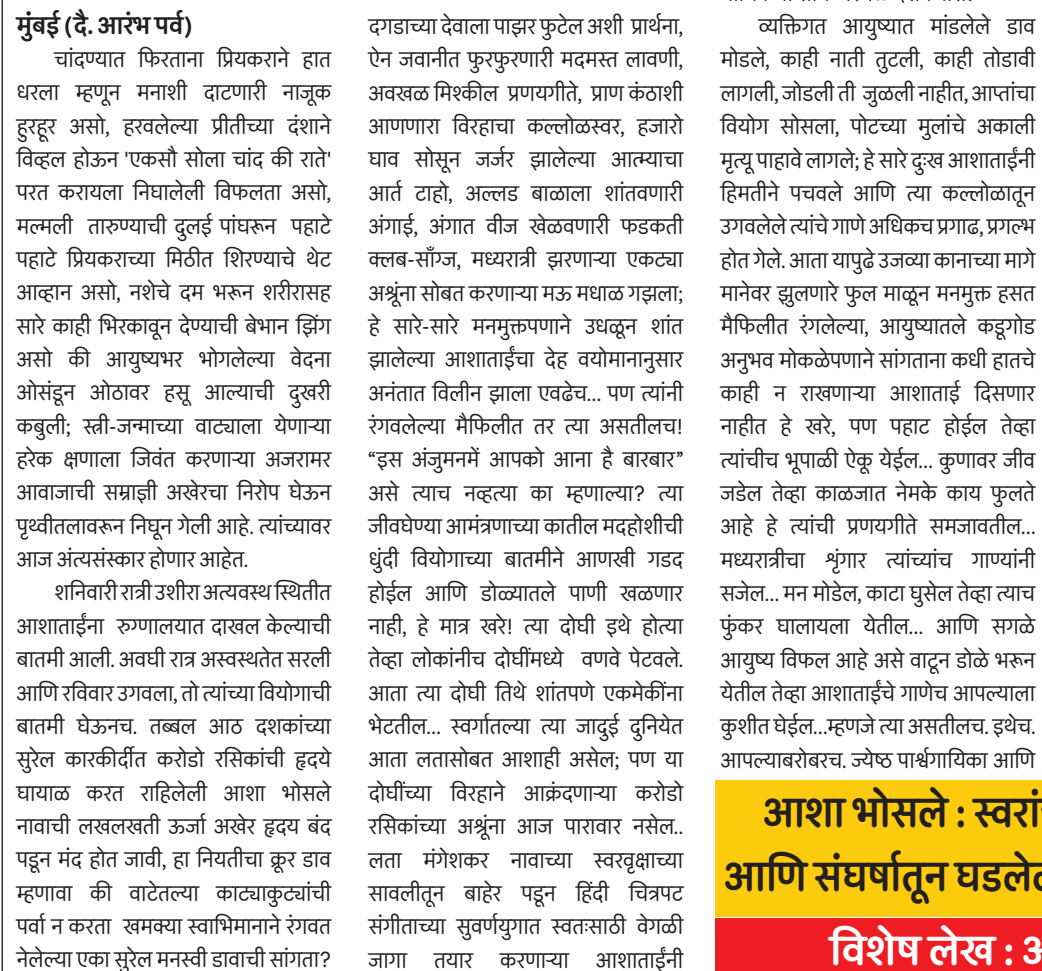 मुंबई (दै. आरंभ पर्व)
चांदण्यात फिरताना प्रियकराने हात
धरला म्हणून मनाशी दाटणारी नाजूक
हुरहूर असो, हरवलेल्या प्रीतीच्या दंशाने
विव्हल होऊन 'एकसौ सोला चांद की राते'
परत करायला निघालेली विफलता असो,
मल्मली तारुण्याची दुलई पांघरून पहाटे
पहाटे प्रियकराच्या मिठीत शिरण्याचे थेट
आव्हान असो, नशेचे दम भरून शरीरासह
सारे काही भिरकावून देण्याची बेभान झिंग
असो की आयुष्यभर भोगलेल्या वेदना
ओसंडून ओठावर हसू आल्याची दुखरी
कबुली; स्त्री-जन्माच्या वाट्याला येणाऱ्या
हरेक क्षणाला जिवंत करणाऱ्या अजरामर
आवाजाची सम्राज्ञी अखेरचा निरोप घेऊन
पृथ्वीतलावरून निघून गेली आहे. त्यांच्यावर
आज अंत्यसंस्कार होणार आहेत.
शनिवारी रात्री उशीरा अत्यवस्थ स्थितीत
आशाताईंना रुग्णालयात दाखल केल्याची
बातमी आली. अवघी रात्र अस्वस्थतेत सरली
आणि रविवार उगवला, तो त्यांच्या वियोगाची
बातमी घेऊनच. तब्बल आठ दशकांच्या
सुरेल कारकीर्दीत करोडो रसिकांची हृदये
घायाळ करत राहिलेली आशा भोसले
नावाची लखलखती ऊर्जा अखेर हृदय बंद
पडून मंद होत जावी, हा नियतीचा क्रूर डाव
म्हणावा की वाटेतल्या काट्याकुट्यांची
पर्वा न करता खमक्या स्वाभिमानाने रंगवत
नेलेल्या एका सुरेल मनस्वी डावाची सांगता?
दगडाच्या देवाला पाझर फुटेल अशी प्रार्थना,
ऐन जवानीत फुरफुरणारी मदमस्त लावणी,
अवखळ मिश्कील प्रणयगीते, प्राण कंठाशी
आणणारा विरहाचा कल्लोळस्वर, हजारो
घाव सोसून जर्जर झालेल्या आत्म्याचा
आर्त टाहो, अल्लड बाळाला शांतवणारी
अंगाई, अंगात वीज खेळवणारी फडकती
क्लब-साँग्ज, मध्यरात्री झरणाऱ्या एकट्या
अश्रूंना सोबत करणाऱ्या मऊ मधाळ गझला;
हे सारे-सारे मनमुक्तपणाने उधळून शांत
झालेल्या आशाताईंचा देह वयोमानानुसार
अनंतात विलीन झाला एवढेच... पण त्यांनी
रंगवलेल्या मैफिलीत तर त्या असतीलच!
“इस अंजुमनमें आपको आना है बारबार”
असे त्याच नव्हत्या का म्हणाल्या? त्या
जीवघेण्या आमंत्रणाच्या कातील मदहोशीची
धुंदी वियोगाच्या बातमीने आणखी गडद
होईल आणि डोळ्यातले पाणी खळणार
नाही, हे मात्र खरे! त्या दोघी इथे होत्या
तेव्हा लोकांनीच दोघींमध्ये वणवे पेटवले.
आता त्या दोघी तिथे शांतपणे एकमेकींना
भेटतील... स्वर्गातल्या त्या जादुई दुनियेत
आता लतासोबत आशाही असेल; पण या
दोघींच्या विरहाने आक्रंदणाऱ्या करोडो
रसिकांच्या अश्रूंना आज पारावार नसेल..
लता मंगेशकर नावाच्या स्वरवृक्षाच्या
सावलीतून बाहेर पडून हिंदी चित्रपट
संगीताच्या सुवर्णयुगात स्वतःसाठी वेगळी
जागा तयार करणाऱ्या आशाताईंनी
व्यक्तिगत आयुष्यात मांडलेले डाव
मोडले, काही नाती तुटली, काही तोडावी
लागली, जोडली ती जुळली नाहीत, आप्तांचा
वियोग सोसला, पोटच्या मुलांचे अकाली
मृत्यू पाहावे लागले; हे सारे दुःख आशाताईंनी
हिमतीने पचवले आणि त्या कल्लोळातून
उगवलेले त्यांचे गाणे अधिकच प्रगाढ, प्रगल्भ
होत गेले. आता यापुढे उजव्या कानाच्या मागे
मानेवर झुलणारे फुल माळून मनमुक्त हसत
मैफिलीत रंगलेल्या, आयुष्यातले कडूगोड
अनुभव मोकळेपणाने सांगताना कधी हातचे
काही न राखणाऱ्या आशाताई दिसणार
नाहीत हे खरे, पण पहाट होईल तेव्हा
त्यांचीच भूपाळी ऐकू येईल... कुणावर जीव
जडेल तेव्हा काळजात नेमके काय फुलते
आहे हे त्यांची प्रणयगीते समजावतील...
मध्यरात्रीचा शृंगार त्यांच्यांच गाण्यांनी
सजेल... मन मोडेल, काटा घुसेल तेव्हा त्याच
फुंकर घालायला येतील... आणि सगळे
आयुष्य विफल आहे असे वाटून डोळे भरून
येतील तेव्हा आशाताईंचे गाणेच आपल्याला
कुशीत घेईल...म्हणजे त्या असतीलच. इथेच.
आपल्याबरोबरच. ज्येष्ठ पार्श्वगायिका आणि
आशा भोसले : 
आणि संघर्षातून
विशेष लेख :